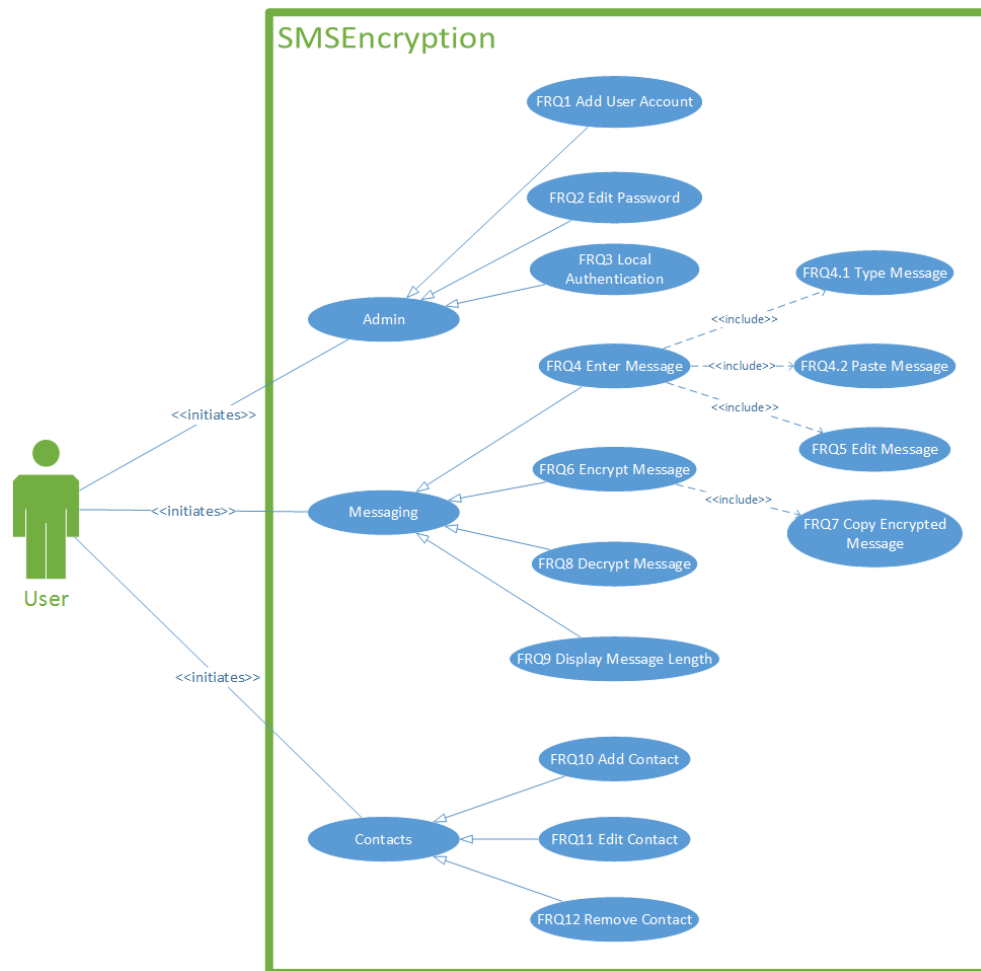 SMSEncryption
FRQ1 Add User Account
FRQ2 Edit Password
FRQ3 Local
Authentication
FRQ4.1 Type Message
Admin
<<include>>
FRQ4 Enter Message
<<include>>
FRQ4.2 Paste Message
<<initiates>>
<<include>>
FRQ5 Edit Message
FRQ6 Encrypt Message
<<include>>
<<initiates>>
Messaging
FRQ7 Copy Encrypted
Message
FRQ8 Decrypt Message
User
FRQ9 Display Message Length
<<initiates>>
FRQ10 Add Contact
Contacts
FRQ11 Edit Contact
FRQ12 Remove Contact